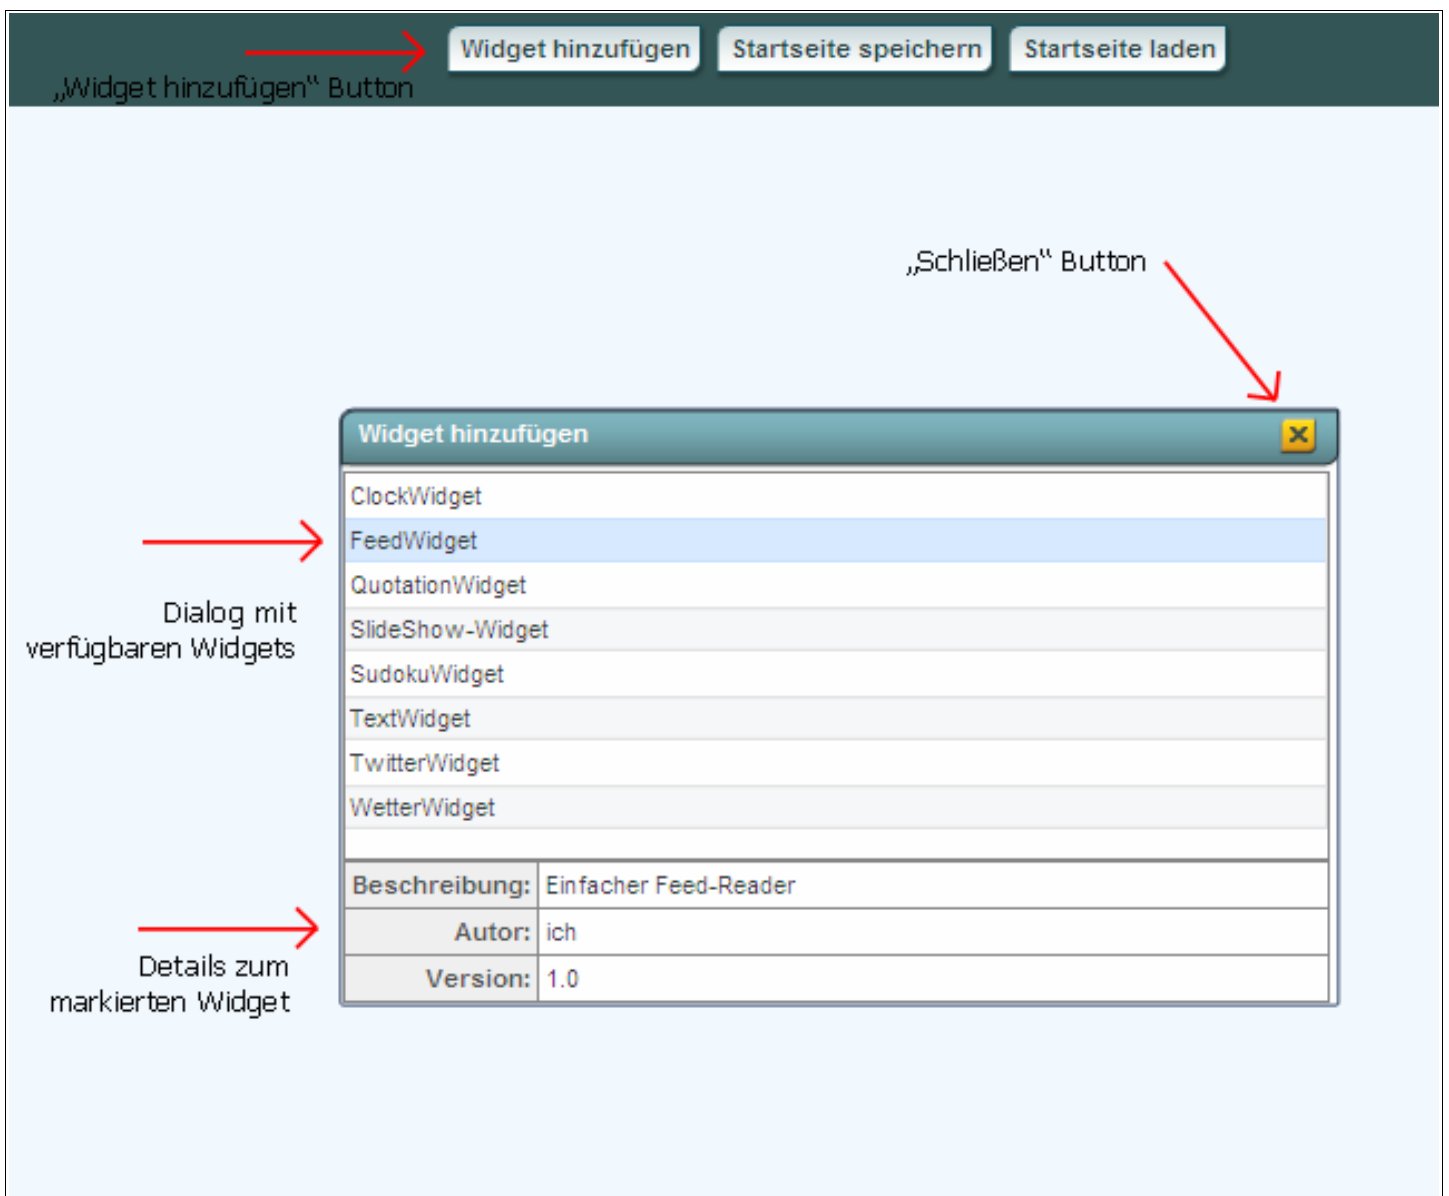 Widget hinzufügen Startseite speichern Startseite laden
„Widget hinzufügen“ Button
„Schließen“ Button
Widget hinzufügen
ClockWidget
FeedWidget
QuotationWidget
SlideShow-Widget
SudokuWidget
TextWidget
TwitterWidget
WetterWidget
Dialog mit
verfügbaren Widgets
Beschreibung: Einfacher Feed-Reader
Autor: ich
Version: 1.0
Details zum
markierten Widget